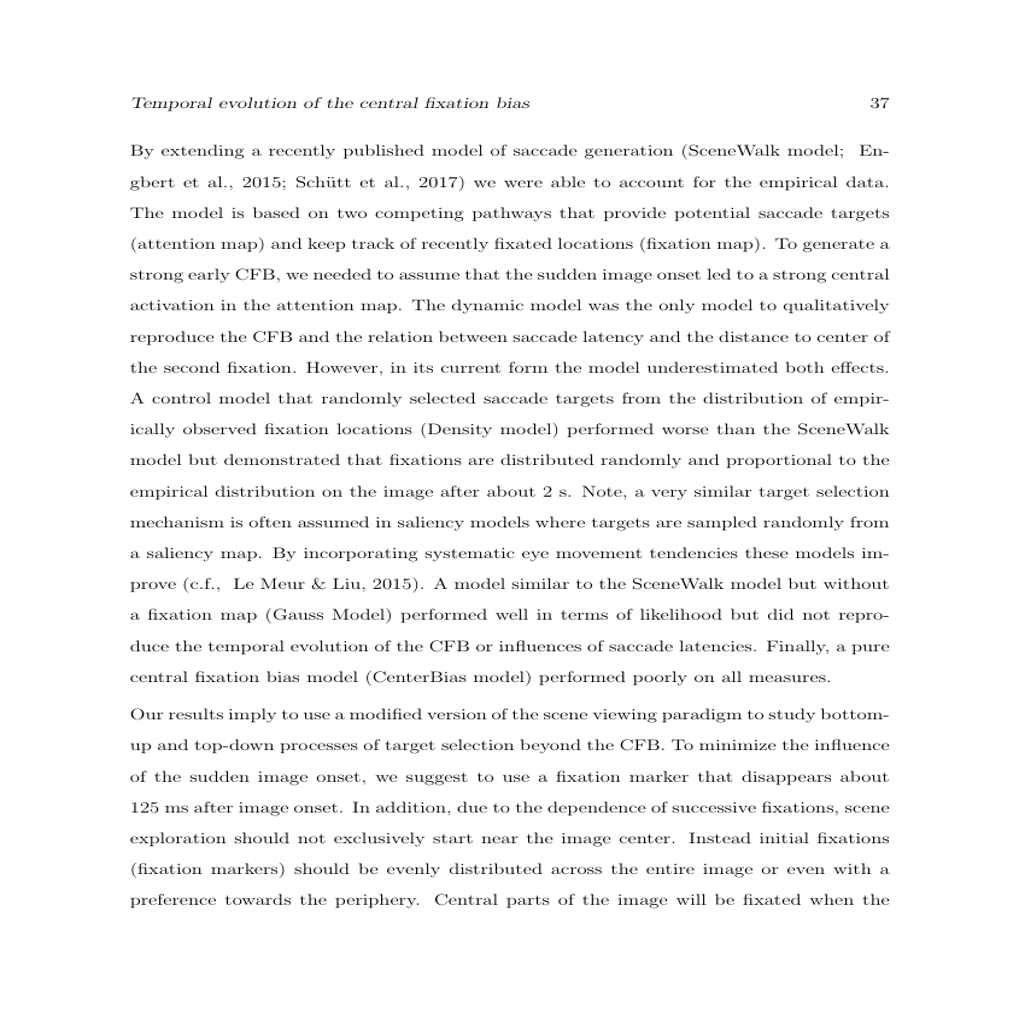 Temporal evolution of the central fixation bias 37
By extending a recently published model of saccade generation (SceneWalk model; En-
gbert et al., 2015; Schütt et al., 2017) we were able to account for the empirical data.
The model is based on two competing pathways that provide potential saccade targets
(attention map) and keep track of recently fixated locations (fixation map). To generate a
strong early CFB, we needed to assume that the sudden image onset led to a strong central
activation in the attention map. The dynamic model was the only model to qualitatively
reproduce the CFB and the relation between saccade latency and the distance to center of
the second fixation. However, in its current form the model underestimated both effects.
A control model that randomly selected saccade targets from the distribution of empir-
ically observed fixation locations (Density model) performed worse than the SceneWalk
model but demonstrated that fixations are distributed randomly and proportional to the
empirical distribution on the image after about 2 s. Note, a very similar target selection
mechanism is often assumed in saliency models where targets are sampled randomly from
a saliency map. By incorporating systematic eye movement tendencies these models im-
prove (c.f., Le Meur & Liu, 2015). A model similar to the SceneWalk model but without
a fixation map (Gauss Model) performed well in terms of likelihood but did not repro-
duce the temporal evolution of the CFB or influences of saccade latencies. Finally, a pure
central fixation bias model (CenterBias model) performed poorly on all measures.
Our results imply to use a modified version of the scene viewing paradigm to study bottom-
up and top-down processes of target selection beyond the CFB. To minimize the influence
of the sudden image onset, we suggest to use a fixation marker that disappears about
125 ms after image onset. In addition, due to the dependence of successive fixations, scene
exploration should not exclusively start near the image center. Instead initial fixations
(fixation markers) should be evenly distributed across the entire image or even with a
preference towards the periphery. Central parts of the image will be fixated when the